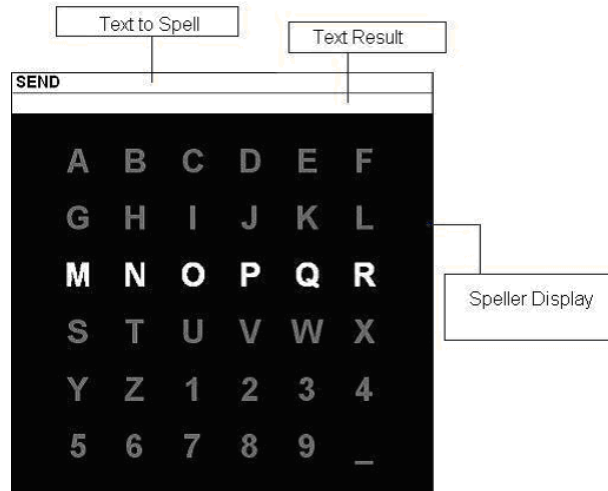 Text to Spell
Text Result
SEND
A B C D E F
G H I J K L
M N O P Q R
Speller Display
S T U V W X
Y Z 1 2 3 4
5 6 7 8 9 _